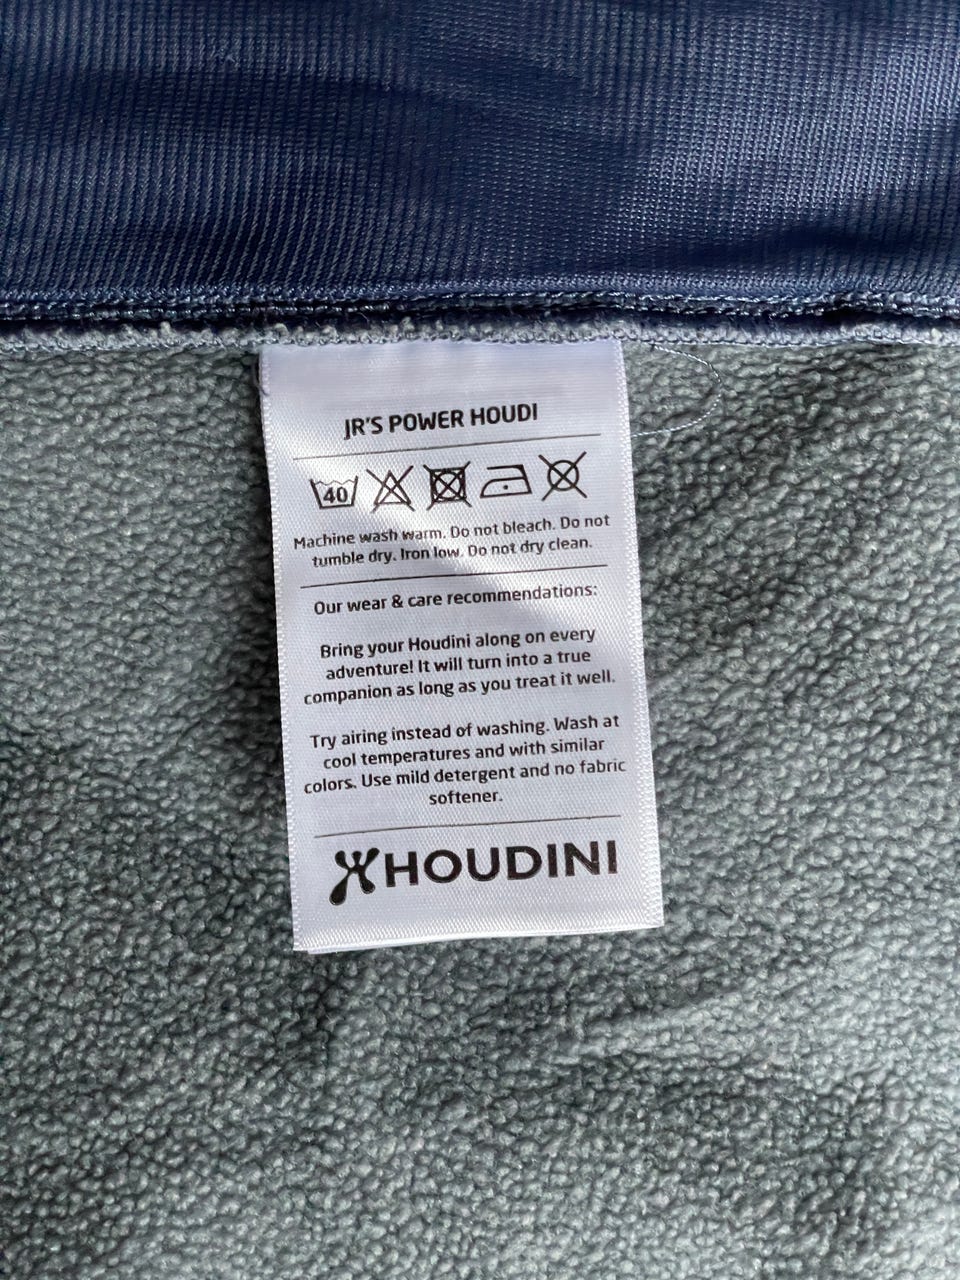 JR'S POWER HOUDI
40
Machine wash warm. Do not bleach. Do not
tumble dry. Iron low. Do not dry clean.
Our wear & care recommendations:
Bring your Houdini along on every
adventure! It will turn into a true
companion as long as you treat it well.
Try airing instead of washing. Wash at
cool temperatures and with similar
colors. Use mild detergent and no fabric
softener.
HOUDINI